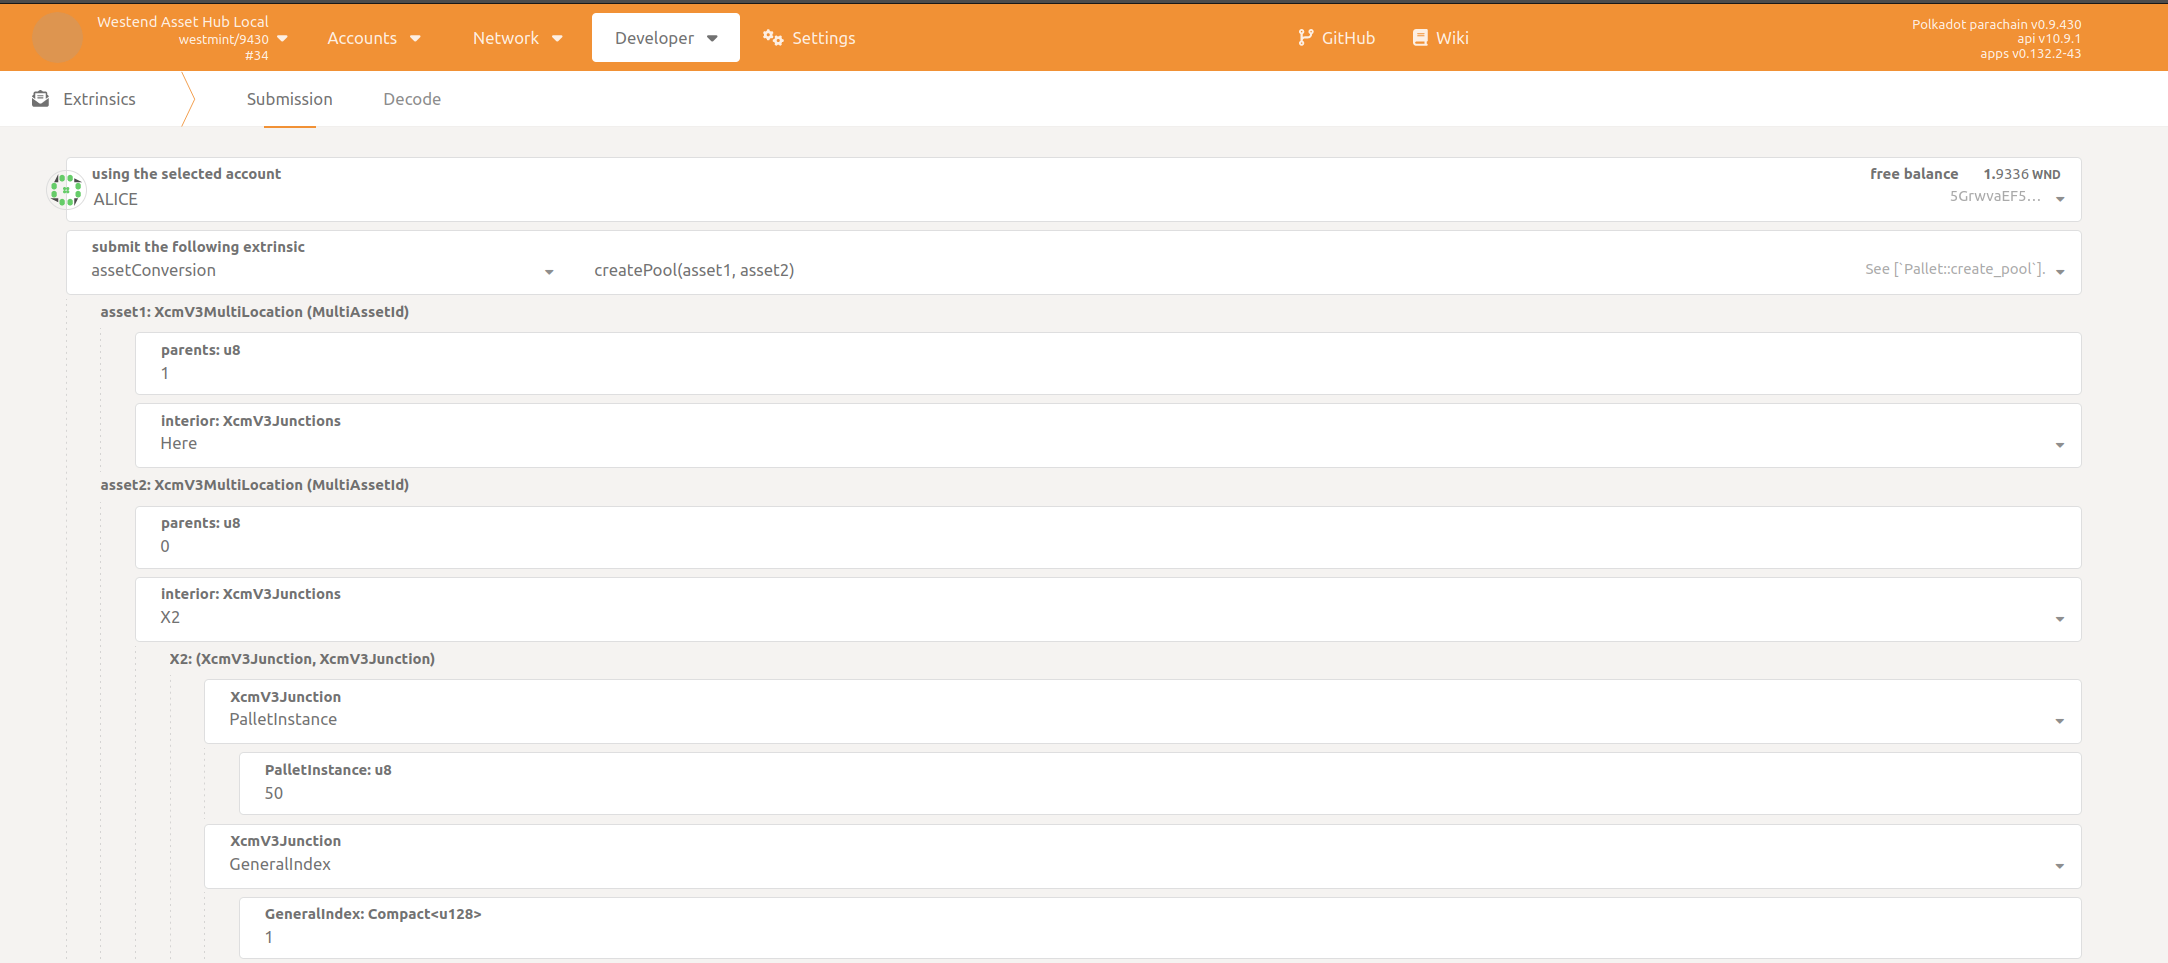 Westend Asset Hub Local
westmint/9430
#34
Accounts
Network
Developer
Settings
GitHub
Wiki
Polkadot parachain v0.9.430
api v10.9.1
apps v0.132.2-43
Extrinsics
Submission
Decode
using the selected account
ALICE
free balance 1.9336 WND
5GrwvaEF5...
submit the following extrinsic
assetConversion
createPool(asset1, asset2)
See [`Pallet::create_pool`].
asset1: XcmV3MultiLocation (MultiAssetId)
parents: u8
1
interior: XcmV3Junctions
Here
asset2: XcmV3MultiLocation (MultiAssetId)
parents: u8
0
interior: XcmV3Junctions
X2
X2: (XcmV3Junction, XcmV3Junction)
XcmV3Junction
PalletInstance
PalletInstance: u8
50
XcmV3Junction
GeneralIndex
GeneralIndex: Compact<u128>
1